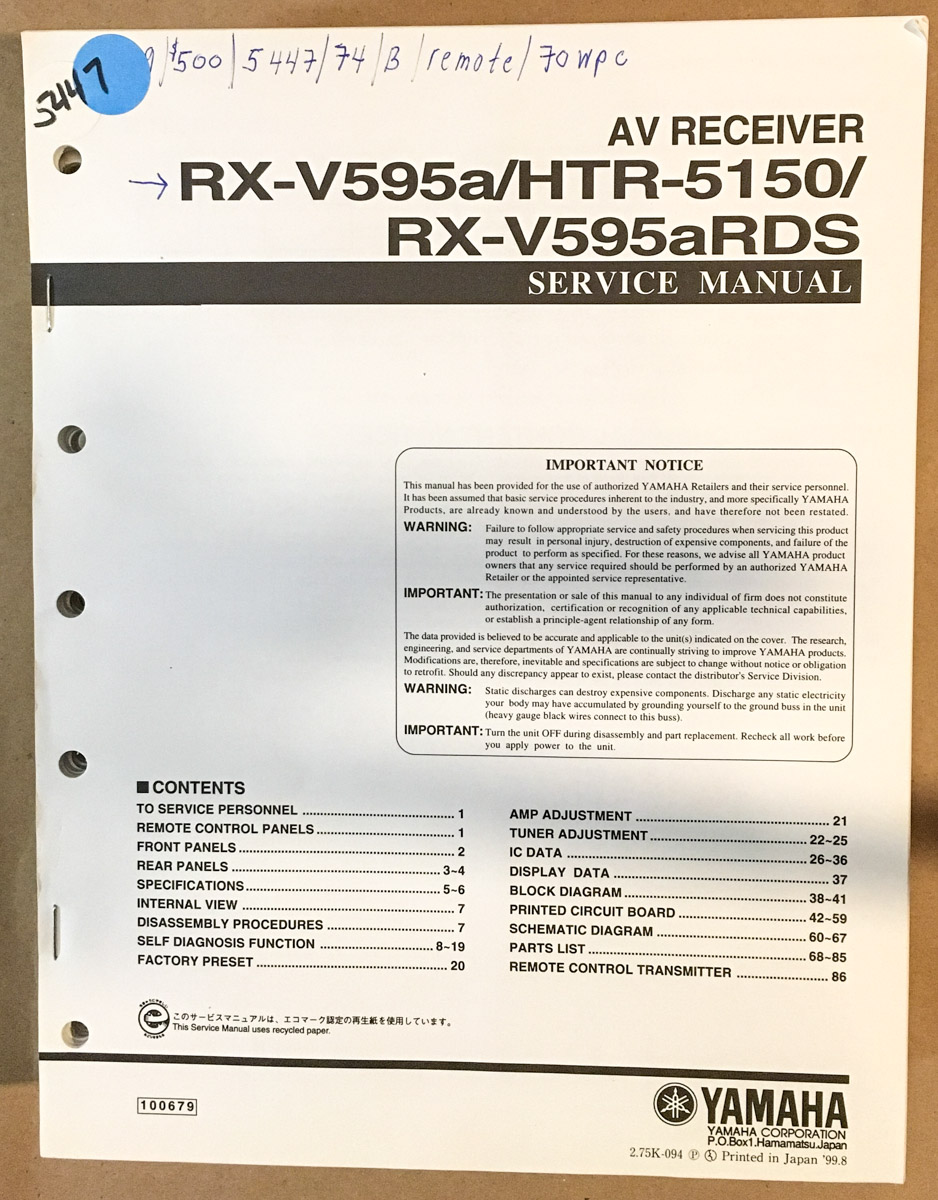 $500 | 5447/74/B/remote/70wpc
5447
AV RECEIVER
→ RX-V595a/HTR-5150/
RX-V595aRDS
SERVICE MANUAL
IMPORTANT NOTICE
This manual has been provided for the use of authorized YAMAHA Retailers and their service personnel.
It has been assumed that basic service procedures inherent to the industry, and more specifically YAMAHA
Products, are already known and understood by the users, and have therefore not been restated.
WARNING: Failure to follow appropriate service and safety procedures when servicing this product
may result in personal injury, destruction of expensive components, and failure of the
product to perform as specified. For these reasons, we advise all YAMAHA product
owners that any service required should be performed by an authorized YAMAHA
Retailer or the appointed service representative.
IMPORTANT: The presentation or sale of this manual to any individual of firm does not constitute
authorization, certification or recognition of any applicable technical capabilities,
or establish a principle-agent relationship of any form.
The data provided is believed to be accurate and applicable to the unit(s) indicated on the cover. The research,
engineering, and service departments of YAMAHA are continually striving to improve YAMAHA products.
Modifications are, therefore, inevitable and specifications are subject to change without notice or obligation
to retrofit. Should any discrepancy appear to exist, please contact the distributor's Service Division.
WARNING: Static discharges can destroy expensive components. Discharge any static electricity
your body may have accumulated by grounding yourself to the ground buss in the unit
(heavy gauge black wires connect to this buss).
IMPORTANT: Turn the unit OFF during disassembly and part replacement. Recheck all work before
you apply power to the unit.
■ CONTENTS
TO SERVICE PERSONNEL ........ 1
REMOTE CONTROL PANELS ........ 1
FRONT PANELS ........ 2
REAR PANELS ........ 3~4
SPECIFICATIONS ........ 5~6
INTERNAL VIEW ........ 7
DISASSEMBLY PROCEDURES ........ 7
SELF DIAGNOSIS FUNCTION ........ 8~19
FACTORY PRESET ........ 20
AMP ADJUSTMENT ........ 21
TUNER ADJUSTMENT ........ 22~25
IC DATA ........ 26~36
DISPLAY DATA ........ 37
BLOCK DIAGRAM ........ 38~41
PRINTED CIRCUIT BOARD ........ 42~59
SCHEMATIC DIAGRAM ........ 60~67
PARTS LIST ........ 68~85
REMOTE CONTROL TRANSMITTER ........ 86
このサービスマニュアルは、エコマーク認定の再生紙を使用しています。
This Service Manual uses recycled paper.
100679
YAMAHA
YAMAHA CORPORATION
P.O.Box1.Hamamatsu.Japan
2.75K-094 Ⓟ Printed in Japan '99.8